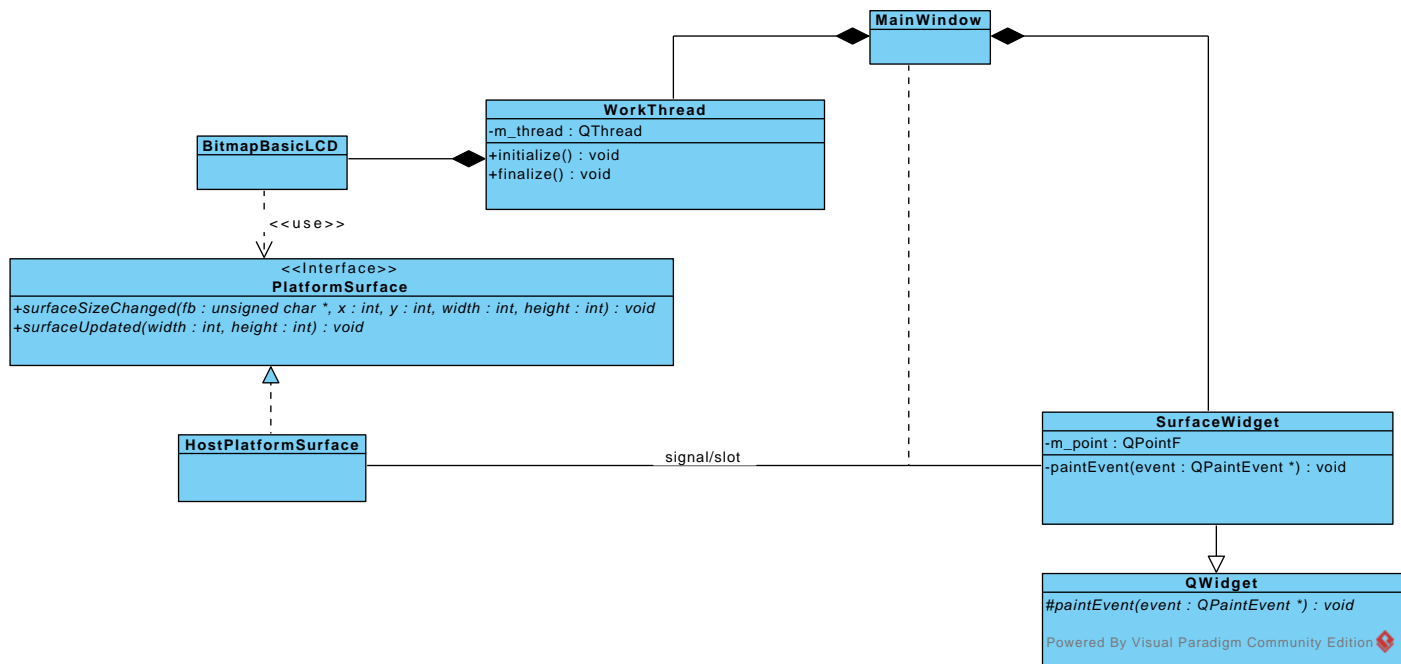 MainWindow
WorkThread
-m_thread : QThread
+initialize() : void
+finalize() : void
BitmapBasicLCD
<<use>>
<<Interface>>
PlatformSurface
+surfaceSizeChanged(fb : unsigned char *, x : int, y : int, width : int, height : int) : void
+surfaceUpdated(width : int, height : int) : void
HostPlatformSurface
signal/slot
SurfaceWidget
-m_point : QPointF
-paintEvent(event : QPaintEvent *) : void
QWidget
#paintEvent(event : QPaintEvent *) : void
Powered By Visual Paradigm Community Edition